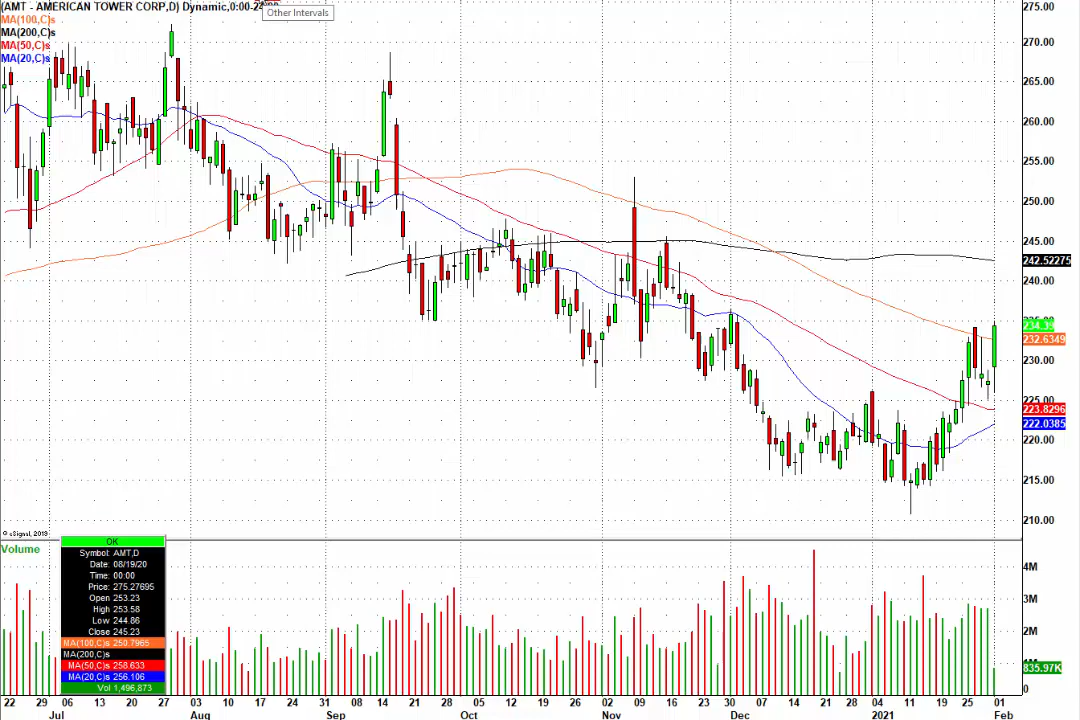 (AMT - AMERICAN TOWER CORP,D) Dynamic,0:00-24:00
Other Intervals
MA(100,C)s
MA(200,C)s
MA(50,C)s
MA(20,C)s
275.00
270.00
265.00
260.00
255.00
250.00
245.00
242.52275
240.00
235.00
232.6349
230.00
225.00
223.8296
222.0385
220.00
215.00
210.00
© eSignal, 2019
Volume
OK
Symbol: AMT,D
Date: 08/19/20
Time: 00:00
Price: 275.27695
Open 253.23
High 253.58
Low 244.86
Close 245.23
MA(100,C)s 250.7965
MA(200,C)s
MA(50,C)s 258.633
MA(20,C)s 256.106
Vol 1,496,873
4M
3M
2M
835.97K
0
22 29 06 13 20 27 03 10 17 24 31 08 14 21 28 05 12 19 26 02 09 16 23 30 07 14 21 28 04 11 19 25 01
Jul Aug Sep Oct Nov Dec 2021 Feb